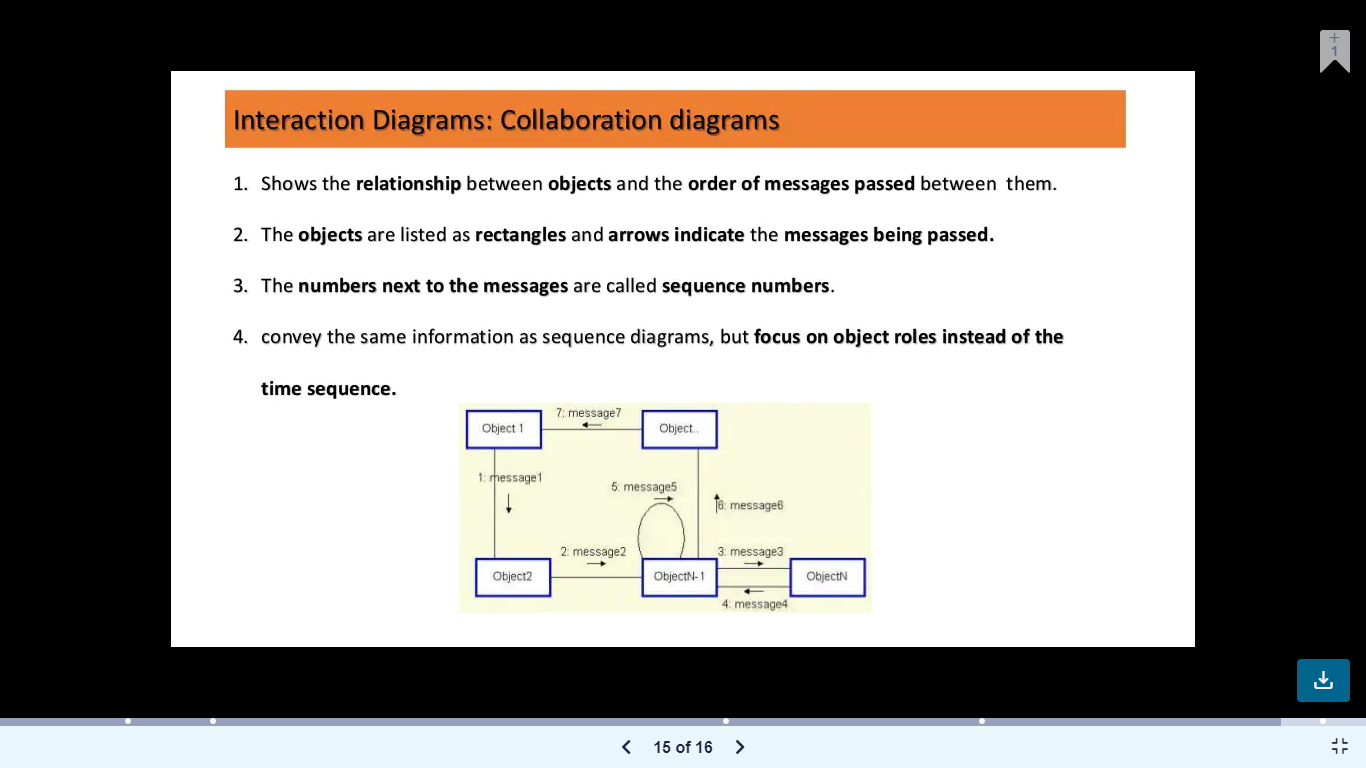 +
1
Interaction Diagrams: Collaboration diagrams
1. Shows the relationship between objects and the order of messages passed between them.
2. The objects are listed as rectangles and arrows indicate the messages being passed.
3. The numbers next to the messages are called sequence numbers.
4. convey the same information as sequence diagrams, but focus on object roles instead of the
time sequence.
7: message7
Object 1
Object..
1: message1
5: message5
6: message6
2: message2
3: message3
Object2
ObjectN-1
ObjectN
4: message4
15 of 16